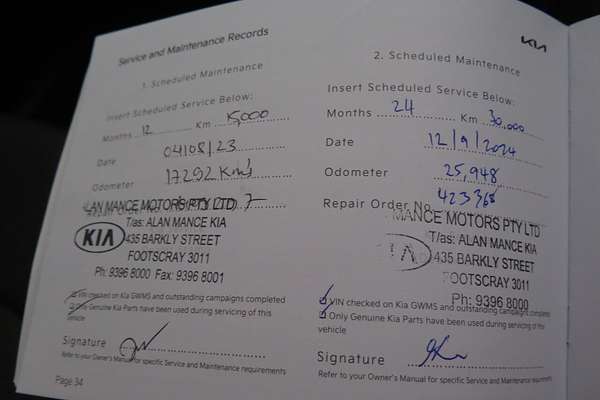 Service and Maintenance Records
1. Scheduled Maintenance
Insert Scheduled Service Below:
Months 12 Km 15,000
Date 04/08/23
Odometer 17292 Km's
Repair Order No.
ALAN MANCE MOTORS PTY LTD
T/as: ALAN MANCE KIA
KIA 435 BARKLY STREET
FOOTSCRAY 3011
Ph: 9396 8000 Fax: 9396 8001
VIN checked on Kia GWMS and outstanding campaigns completed
Only Genuine Kia Parts have been used during servicing of this
vehicle
Signature
Refer to your Owner's Manual for specific Service and Maintenance requirements
Page 34
KIA
2. Scheduled Maintenance
Insert Scheduled Service Below:
Months 24 Km 30,000
Date 12/9/2024
Odometer 25,948
Repair Order No. 423368
MANCE MOTORS PTY LTD
T/as: ALAN MANCE KIA
435 BARKLY STREET
FOOTSCRAY 3011
Ph: 9396 8000
VIN checked on Kia GWMS and outstanding campaigns completed
Only Genuine Kia Parts have been used during servicing of this
vehicle
Signature
Refer to your Owner's Manual for specific Service and Maintenance requirements